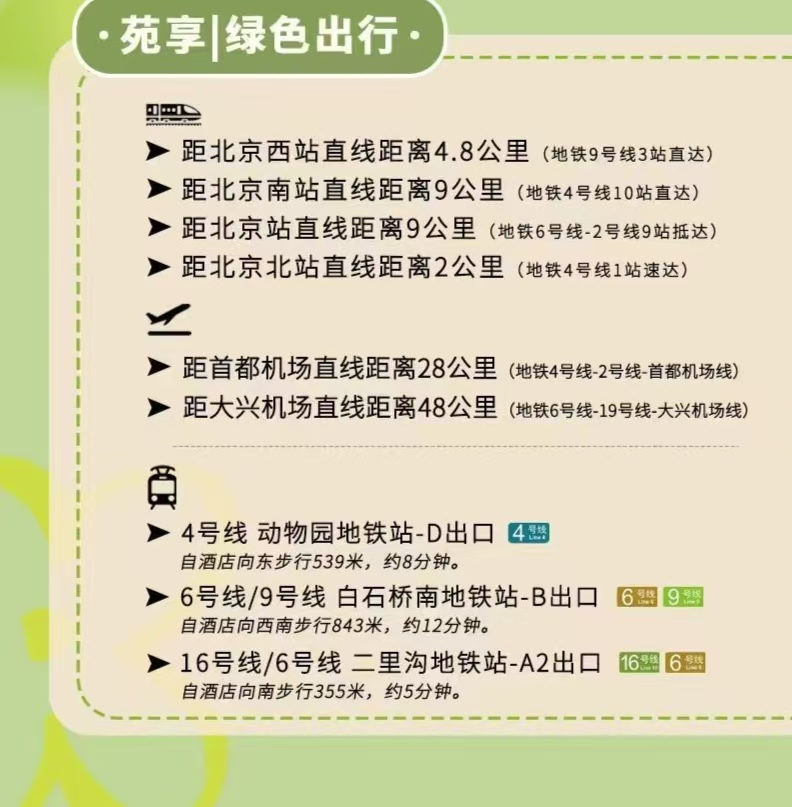 ·苑享|绿色出行·
距北京西站直线距离4.8公里（地铁9号线3站直达）
距北京南站直线距离9公里（地铁4号线10站直达）
距北京站直线距离9公里（地铁6号线-2号线9站抵达）
距北京北站直线距离2公里（地铁4号线1站速达）
距首都机场直线距离28公里（地铁4号线-2号线-首都机场线）
距大兴机场直线距离48公里（地铁6号线-19号线-大兴机场线）
4号线 动物园地铁站-D出口 4号线 Line 4
自酒店向东步行539米，约8分钟。
6号线/9号线 白石桥南地铁站-B出口 6号线 Line 6 9号线 Line 9
自酒店向西南步行843米，约12分钟。
16号线/6号线 二里沟地铁站-A2出口 16号线 Line 16 6号线 Line 6
自酒店向南步行355米，约5分钟。